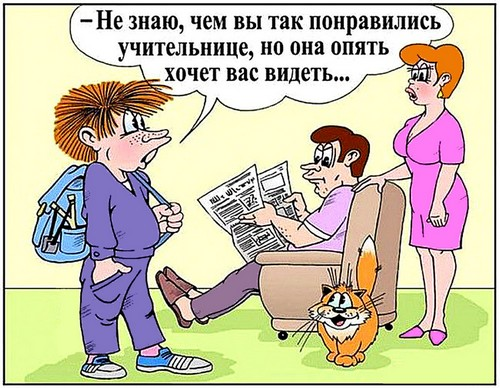 – Не знаю, чем вы так понравились
учительнице, но она опять
хочет вас видеть...